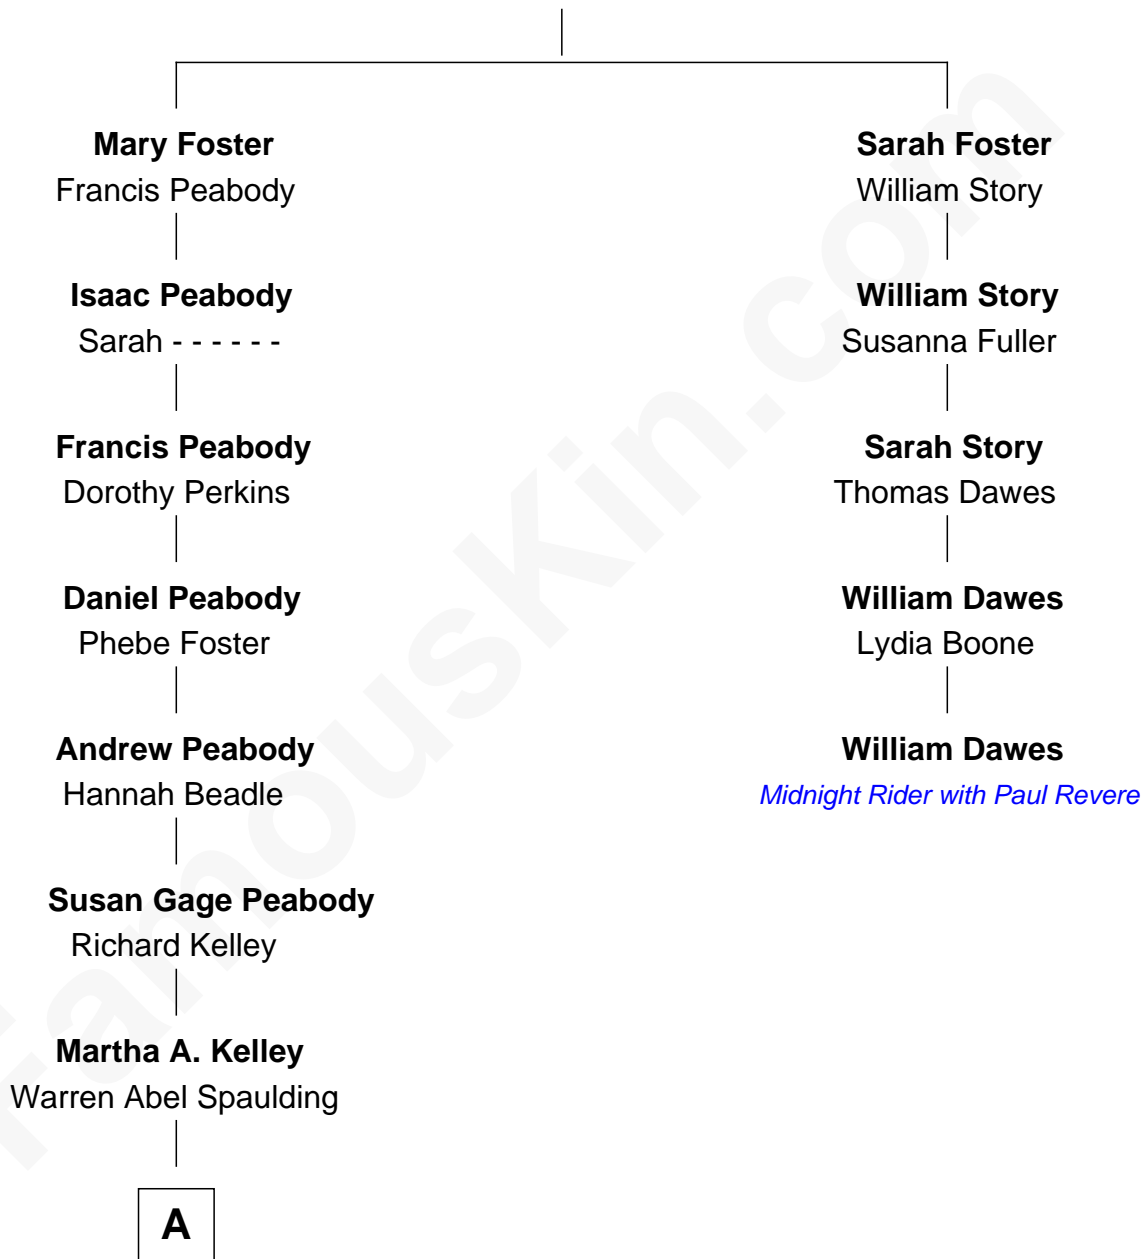 Mary Foster
Francis Peabody
Sarah Foster
William Story
Isaac Peabody
Sarah - - - - - -
William Story
Susanna Fuller
Francis Peabody
Dorothy Perkins
Sarah Story
Thomas Dawes
Daniel Peabody
Phebe Foster
William Dawes
Lydia Boone
Andrew Peabody
Hannah Beadle
William Dawes
Midnight Rider with Paul Revere
Susan Gage Peabody
Richard Kelley
Martha A. Kelley
Warren Abel Spaulding
A
FamousKin.com